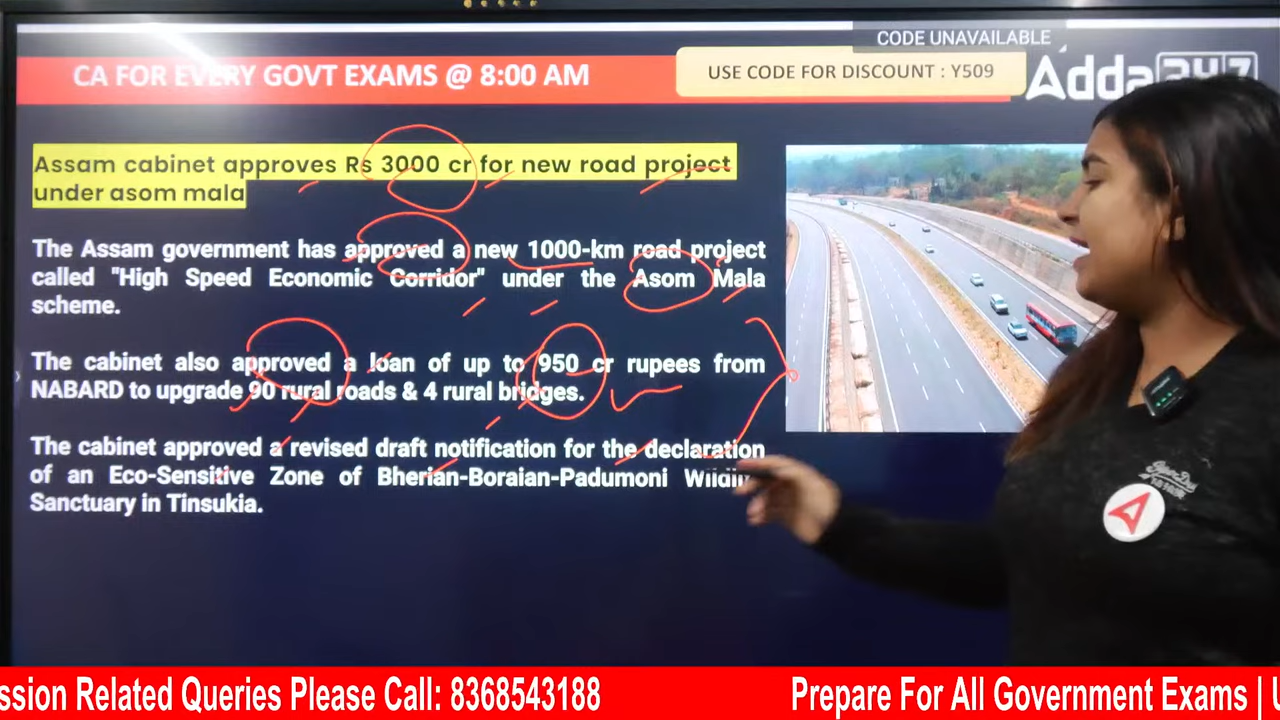 CODE UNAVAILABLE
CA FOR EVERY GOVT EXAMS @ 8:00 AM
USE CODE FOR DISCOUNT : Y509
Adda247
Assam cabinet approves Rs 3000 cr for new road project
under asom mala
The Assam government has approved a new 1000-km road project
called "High Speed Economic Corridor" under the Asom Mala
scheme.
The cabinet also approved a loan of up to 950 cr rupees from
NABARD to upgrade 90 rural roads & 4 rural bridges.
The cabinet approved a revised draft notification for the declaration
of an Eco-Sensitive Zone of Bherian-Boraian-Padumoni
Sanctuary in Tinsukia.
ssion Related Queries Please Call: 8368543188
Prepare For All Government Exams |